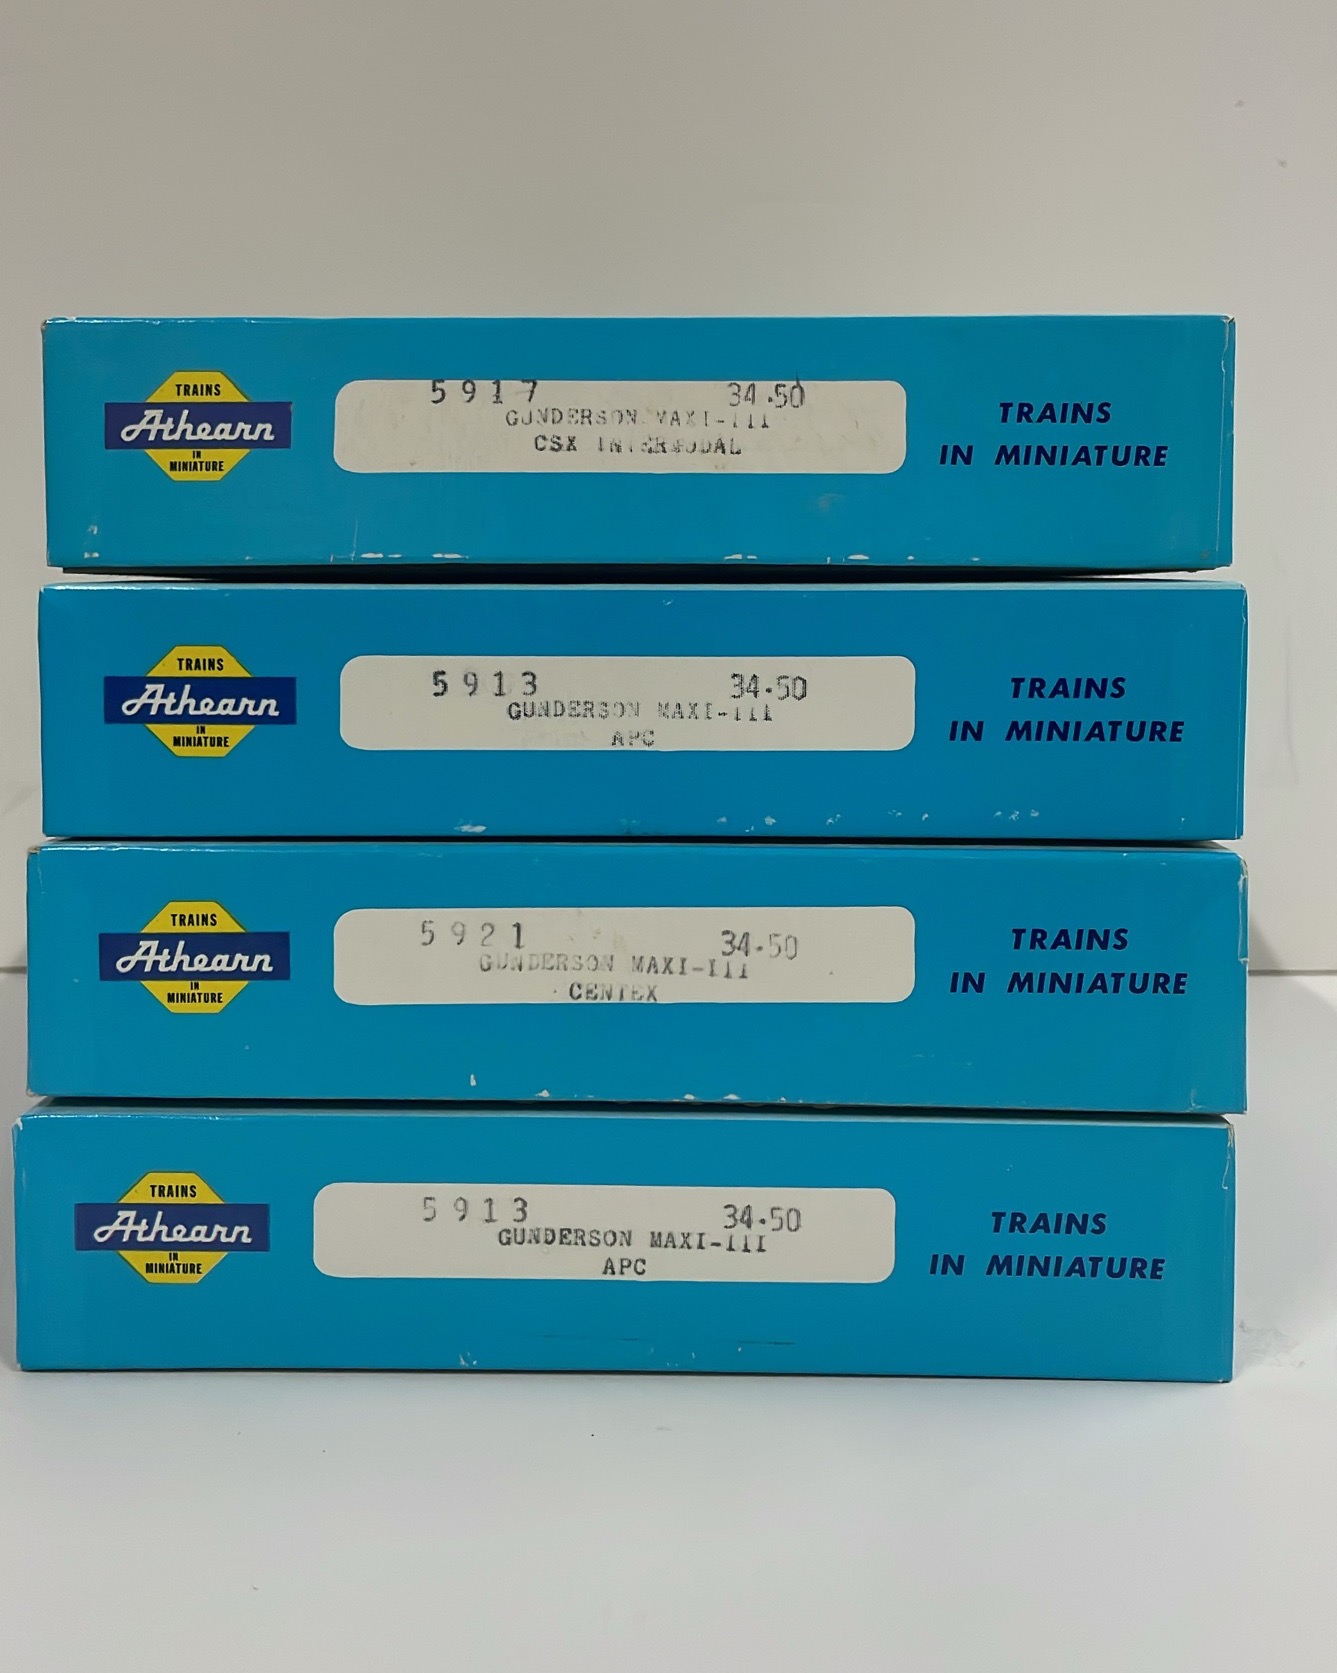 TRAINS
Athearn
IN
MINIATURE
5917 34.50
GUNDERSON MAXI-III
CSX INTERMODAL
TRAINS
IN MINIATURE
TRAINS
Athearn
IN
MINIATURE
5913 34.50
GUNDERSON MAXI-III
APC
TRAINS
IN MINIATURE
TRAINS
Athearn
IN
MINIATURE
5921 34.50
GUNDERSON MAXI-III
CENTEX
TRAINS
IN MINIATURE
TRAINS
Athearn
IN
MINIATURE
5913 34.50
GUNDERSON MAXI-III
APC
TRAINS
IN MINIATURE